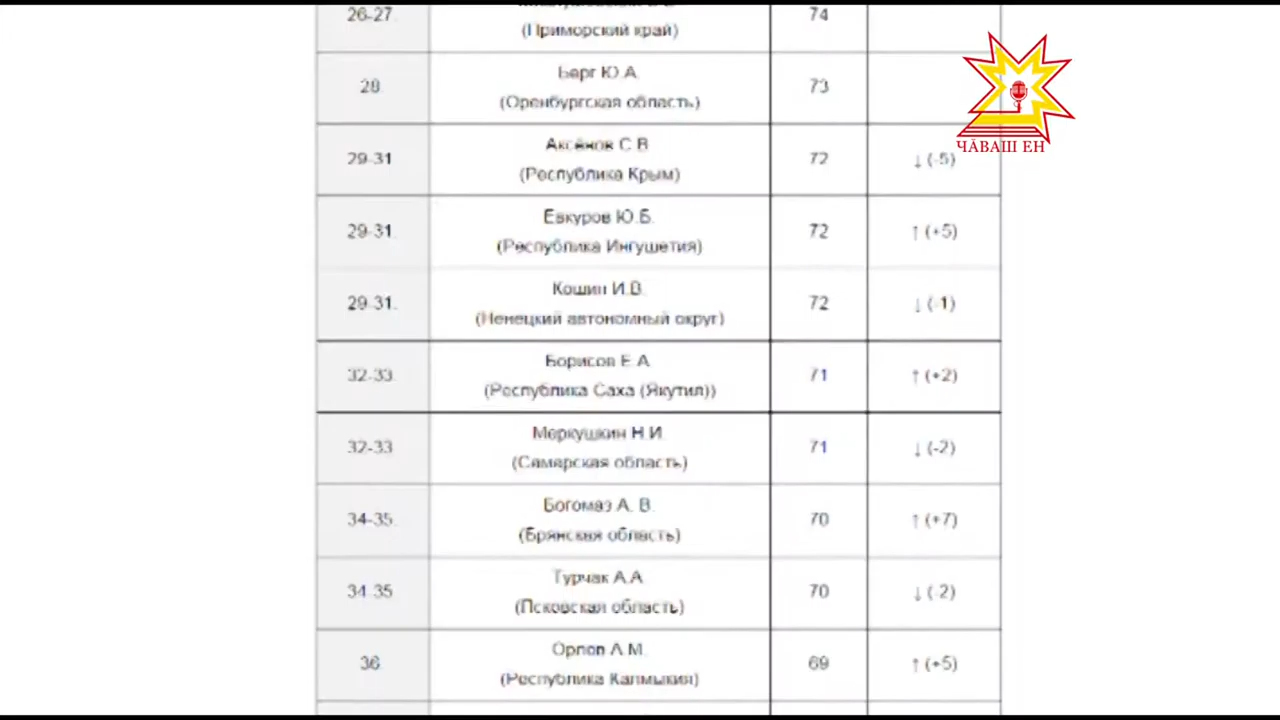 26-27.
(Приморский край)
74
28
Берг Ю.А.
(Оренбургская область)
73
29-31
Аксёнов С.В.
(Республика Крым)
72
↓ (-5)
29-31.
Евкуров Ю.Б.
(Республика Ингушетия)
72
↑ (+5)
29-31.
Кошин И.В.
(Ненецкий автономный округ)
72
↓ (-1)
32-33.
Борисов Е.А.
(Республика Саха (Якутия))
71
↑ (+2)
32-33
Меркушкин Н.И.
(Самарская область)
71
↓ (-2)
34-35.
Богомаз А. В.
(Брянская область)
70
↑ (+7)
34-35
Турчак А.А.
(Псковская область)
70
↓ (-2)
36
Орлов А.М.
(Республика Калмыкия)
69
↑ (+5)
ЧӐВАШ ЕН